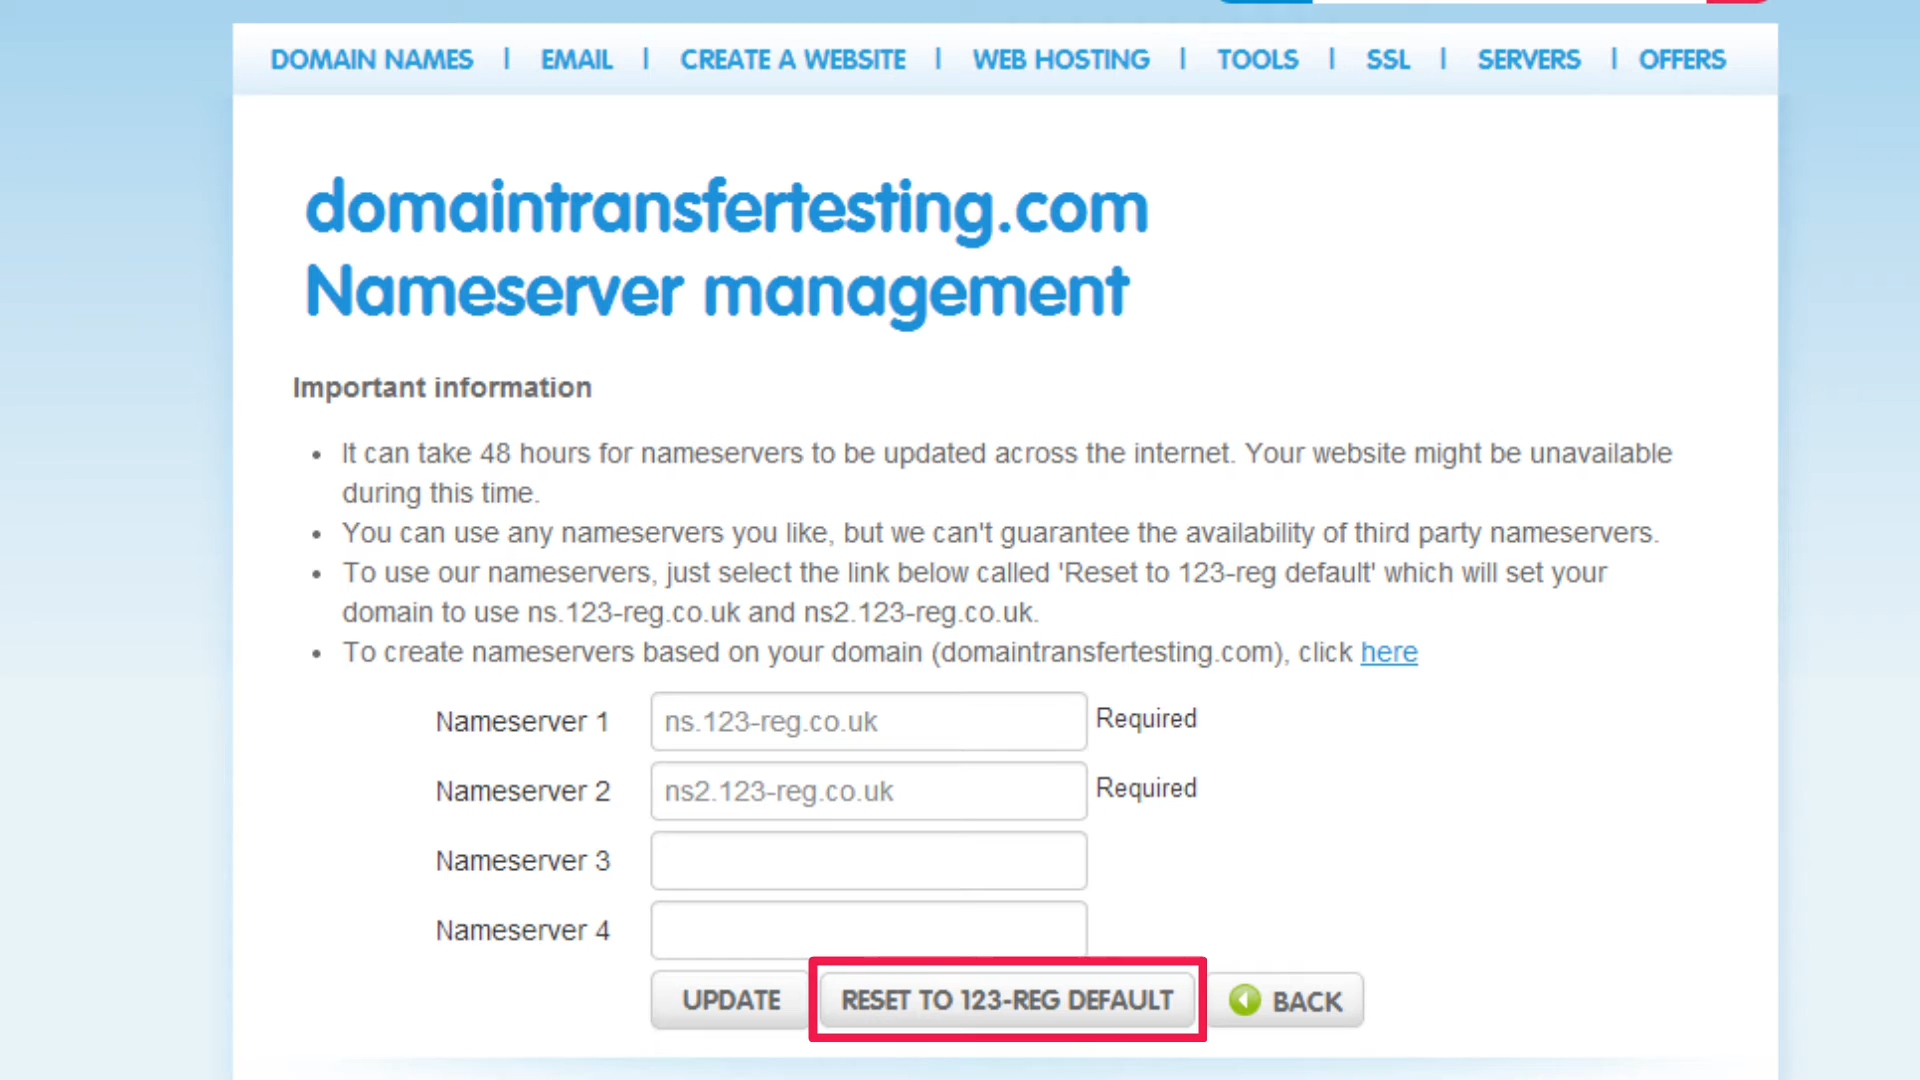 DOMAIN NAMES | EMAIL | CREATE A WEBSITE | WEB HOSTING | TOOLS | SSL | SERVERS | OFFERS
domaintransfertesting.com
Nameserver management
Important information
• It can take 48 hours for nameservers to be updated across the internet. Your website might be unavailable
during this time.
• You can use any nameservers you like, but we can't guarantee the availability of third party nameservers.
• To use our nameservers, just select the link below called 'Reset to 123-reg default' which will set your
domain to use ns.123-reg.co.uk and ns2.123-reg.co.uk.
• To create nameservers based on your domain (domaintransfertesting.com), click here
Nameserver 1 ns.123-reg.co.uk Required
Nameserver 2 ns2.123-reg.co.uk Required
Nameserver 3
Nameserver 4
UPDATE RESET TO 123-REG DEFAULT BACK